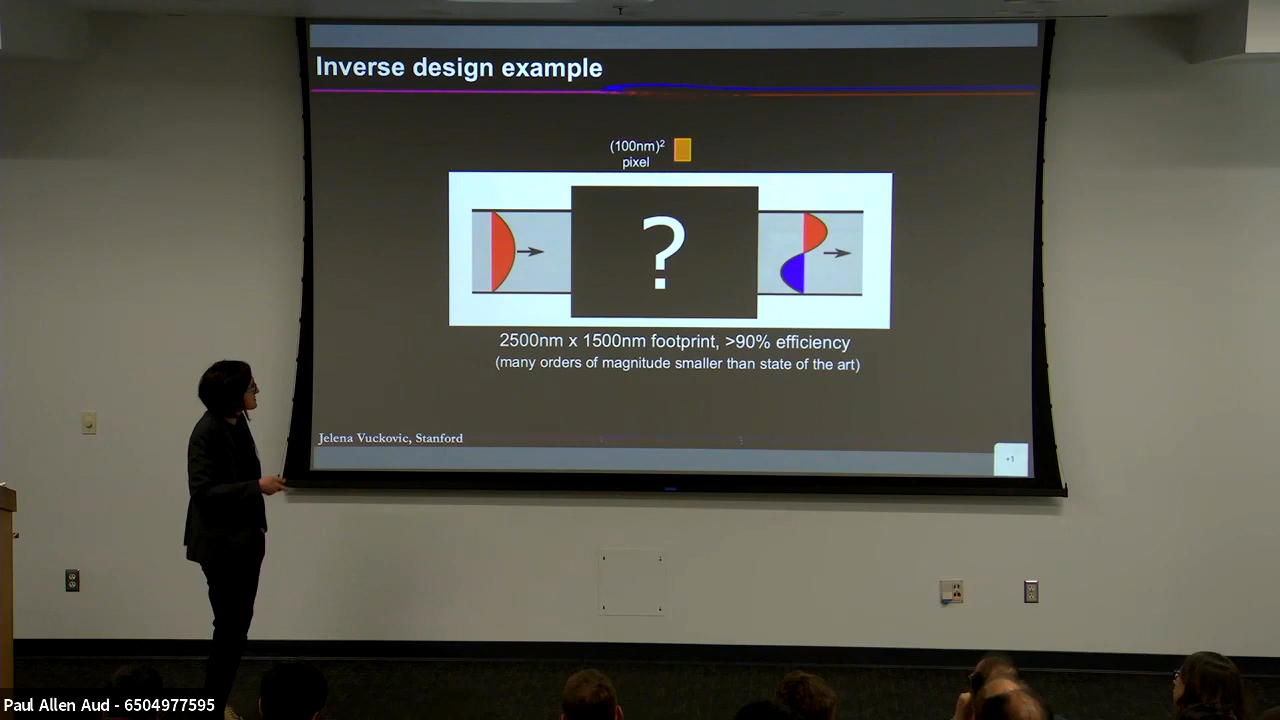 Inverse design example
(100nm)²
pixel
?
2500nm x 1500nm footprint, >90% efficiency
(many orders of magnitude smaller than state of the art)
Jelena Vuckovic, Stanford
+1
Paul Allen Aud - 6504977595